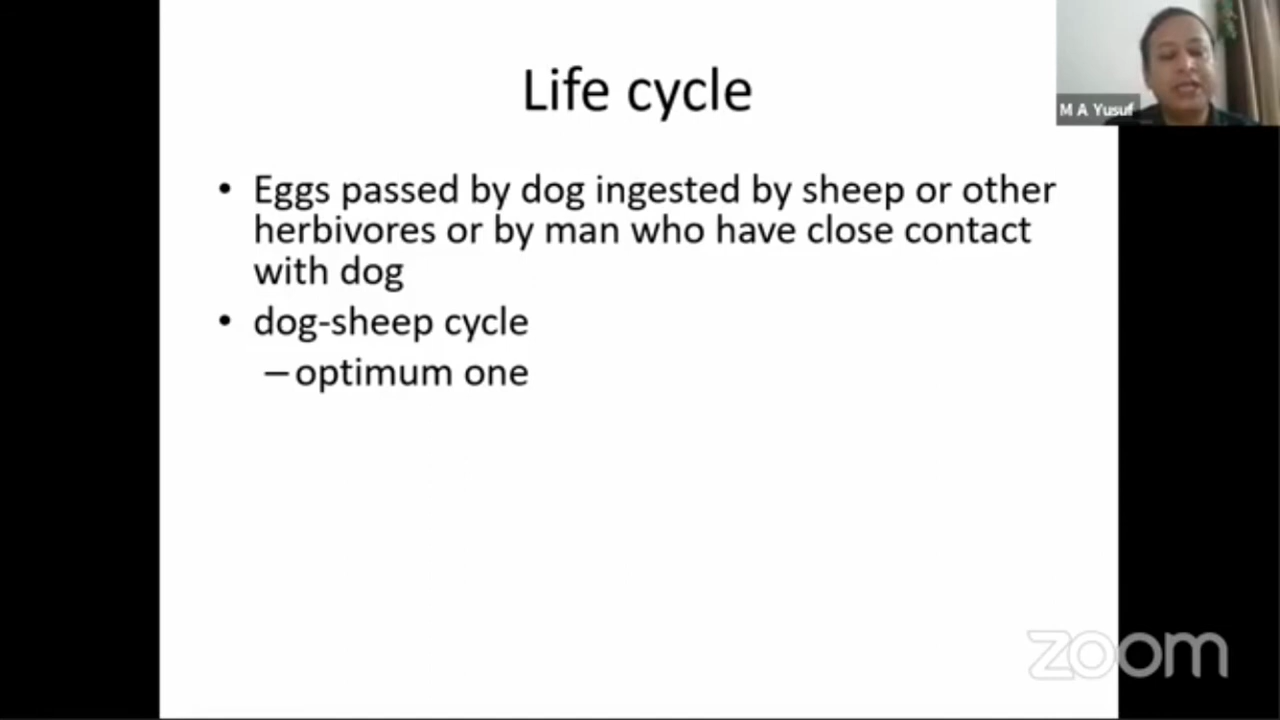 Life cycle
M A Yusuf
• Eggs passed by dog ingested by sheep or other
herbivores or by man who have close contact
with dog
• dog-sheep cycle
– optimum one
zoom